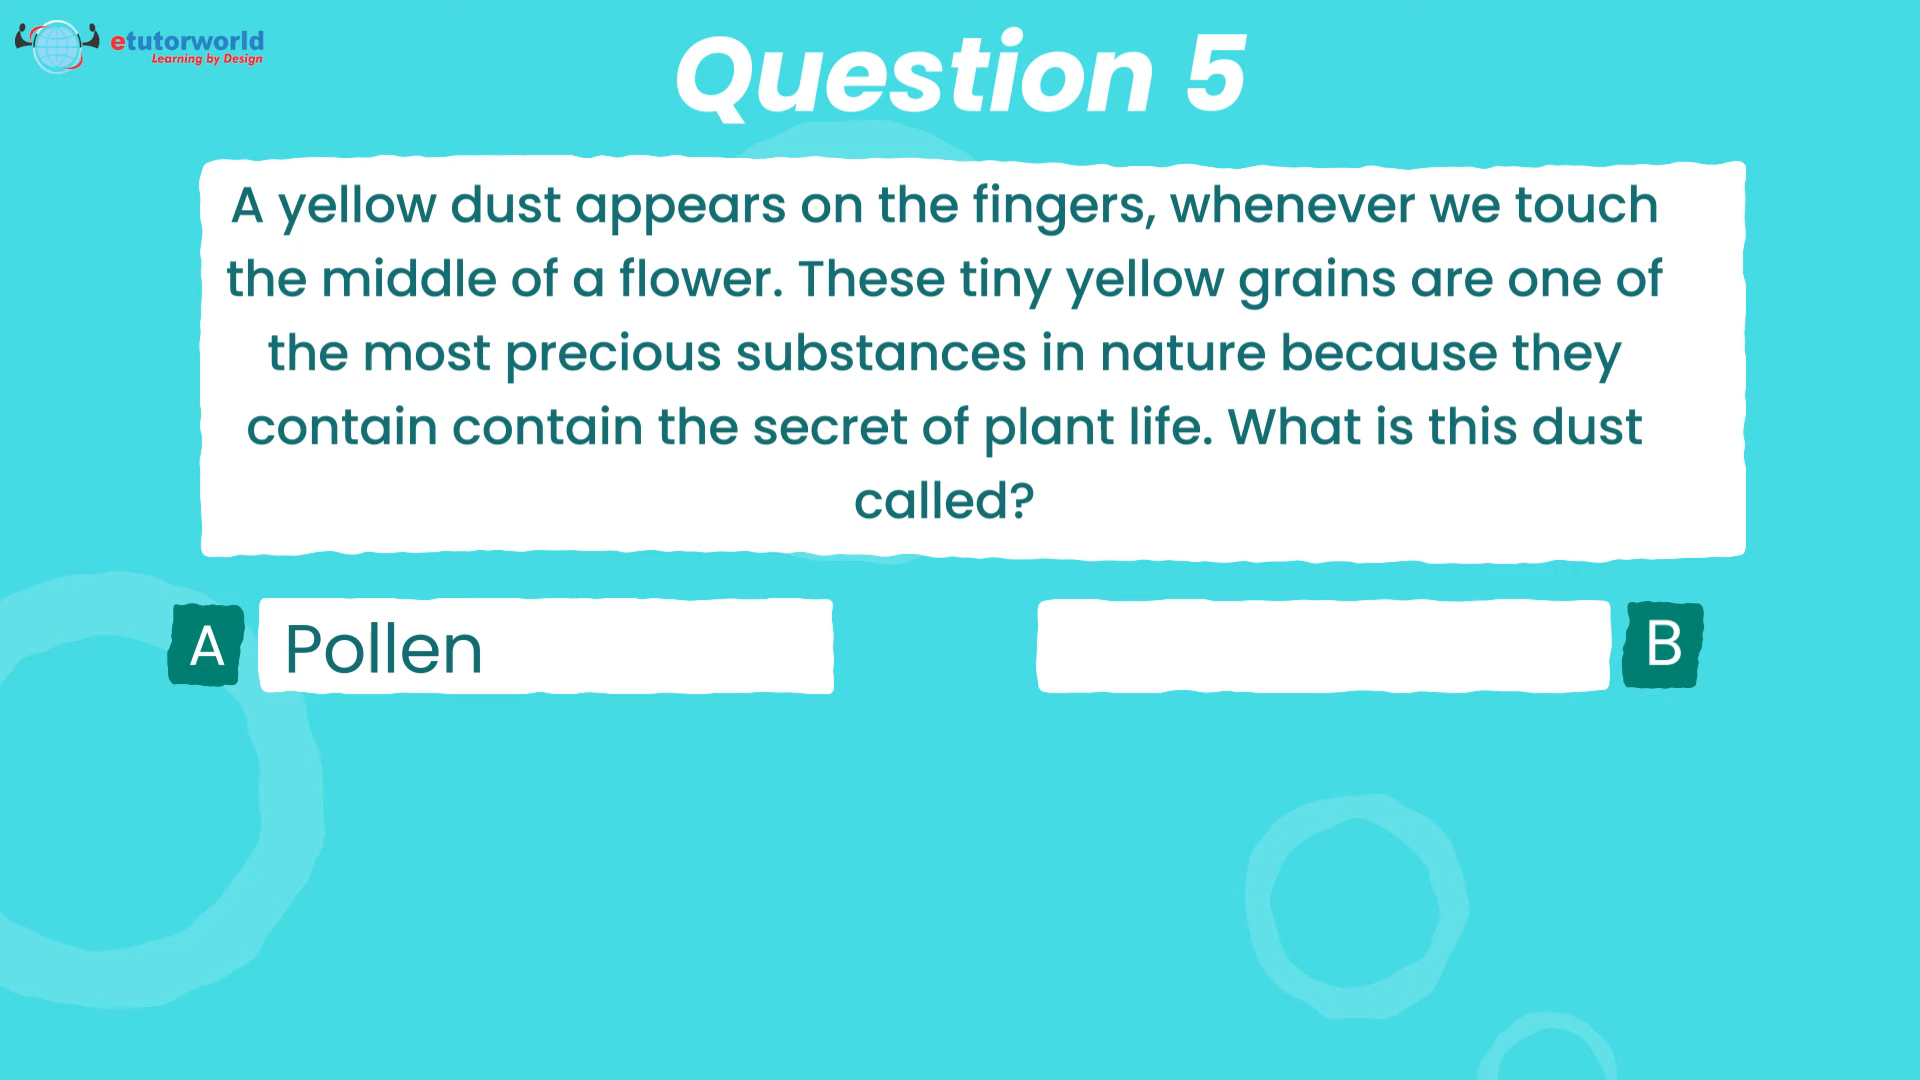 etutorworld
Learning by Design
Question 5
A yellow dust appears on the fingers, whenever we touch
the middle of a flower. These tiny yellow grains are one of
the most precious substances in nature because they
contain contain the secret of plant life. What is this dust
called?
A Pollen
B